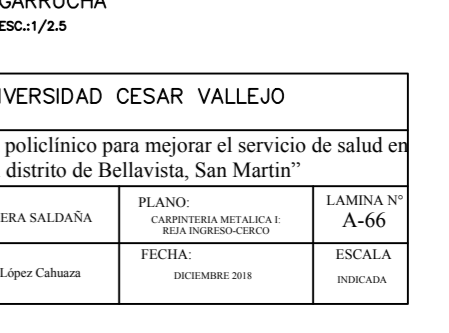 GARRUCHA
ESC.:1/2.5
IVERSIDAD CESAR VALLEJO
policlínico para mejorar el servicio de salud en
distrito de Bellavista, San Martin”
ERA SALDAÑA
PLANO:
CARPINTERIA METALICA I:
REJA INGRESO-CERCO
LAMINA N°
A-66
López Cahuaza
FECHA:
DICIEMBRE 2018
ESCALA
INDICADA